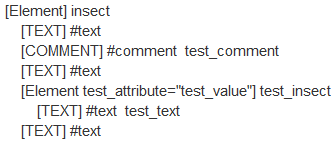 [Element] insect
[TEXT] #text
[COMMENT] #comment  test_comment
[TEXT] #text
[Element test_attribute="test_value"] test_insect
[TEXT] #text  test_text
[TEXT] #text